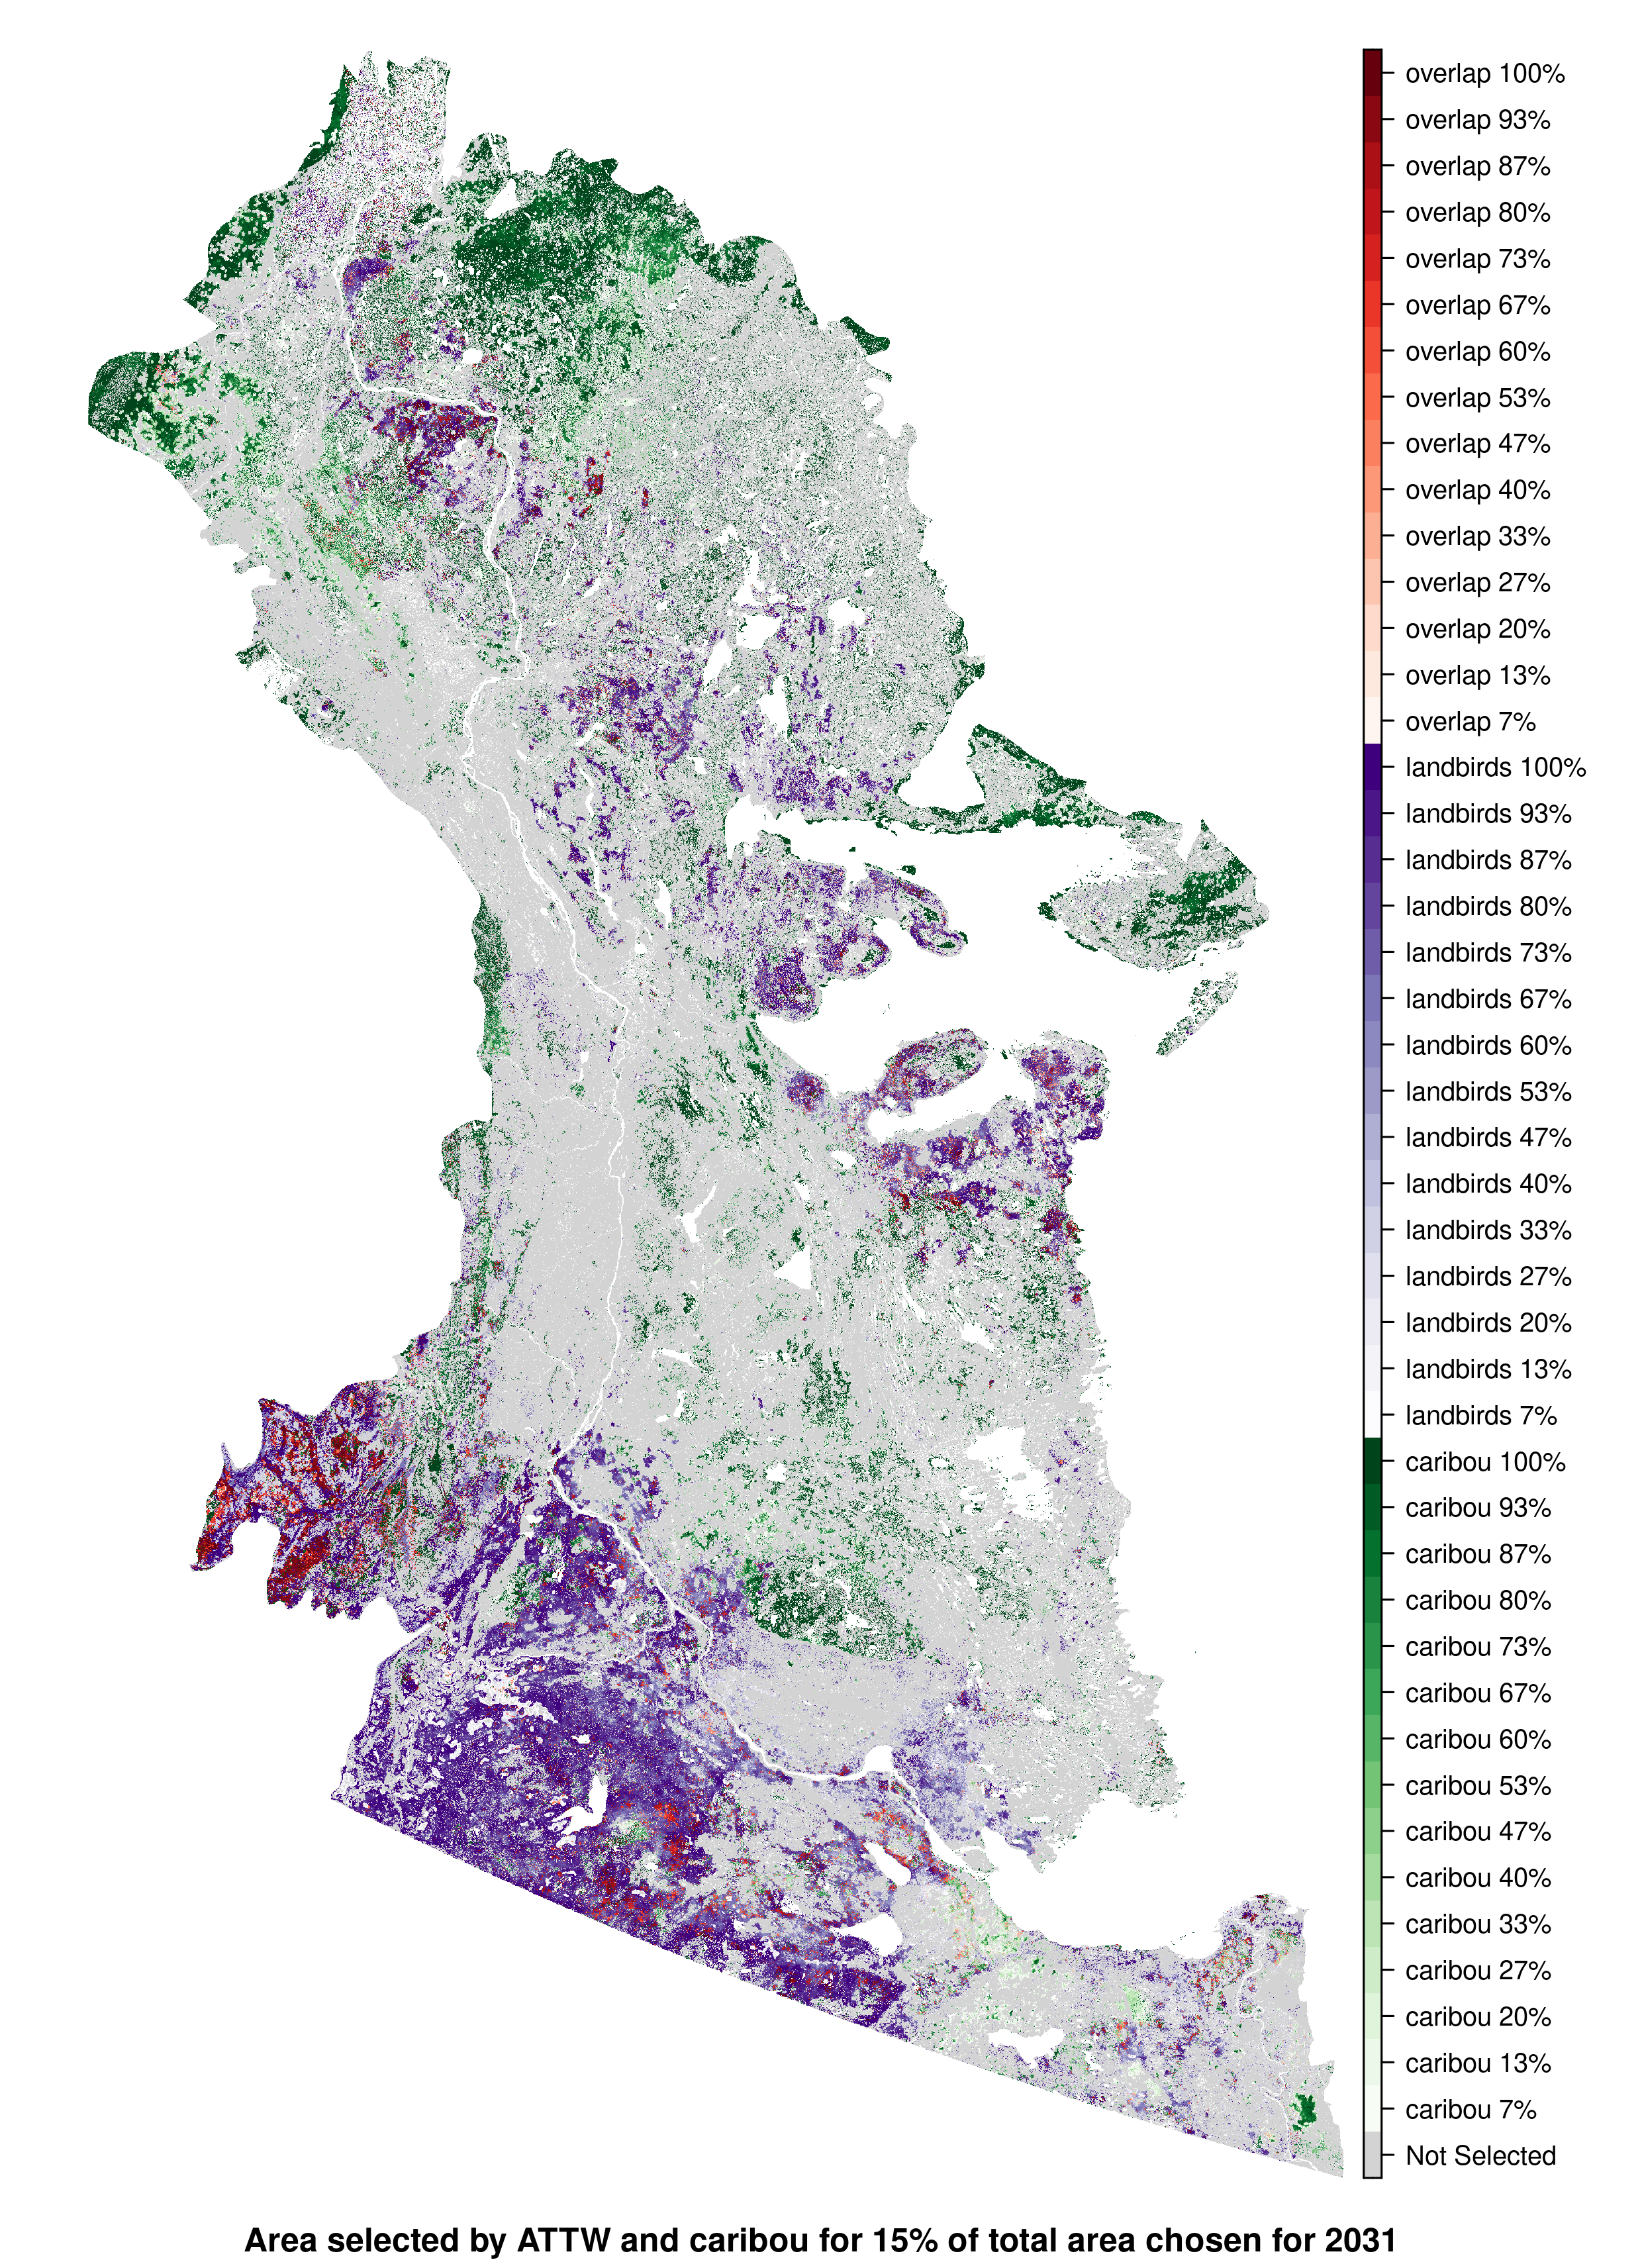 overlap 100%
overlap 93%
overlap 87%
overlap 80%
overlap 73%
overlap 67%
overlap 60%
overlap 53%
overlap 47%
overlap 40%
overlap 33%
overlap 27%
overlap 20%
overlap 13%
overlap 7%
landbirds 100%
landbirds 93%
landbirds 87%
landbirds 80%
landbirds 73%
landbirds 67%
landbirds 60%
landbirds 53%
landbirds 47%
landbirds 40%
landbirds 33%
landbirds 27%
landbirds 20%
landbirds 13%
landbirds 7%
caribou 100%
caribou 93%
caribou 87%
caribou 80%
caribou 73%
caribou 67%
caribou 60%
caribou 53%
caribou 47%
caribou 40%
caribou 33%
caribou 27%
caribou 20%
caribou 13%
caribou 7%
Not Selected
Area selected by ATTW and caribou for 15% of total area chosen for 2031